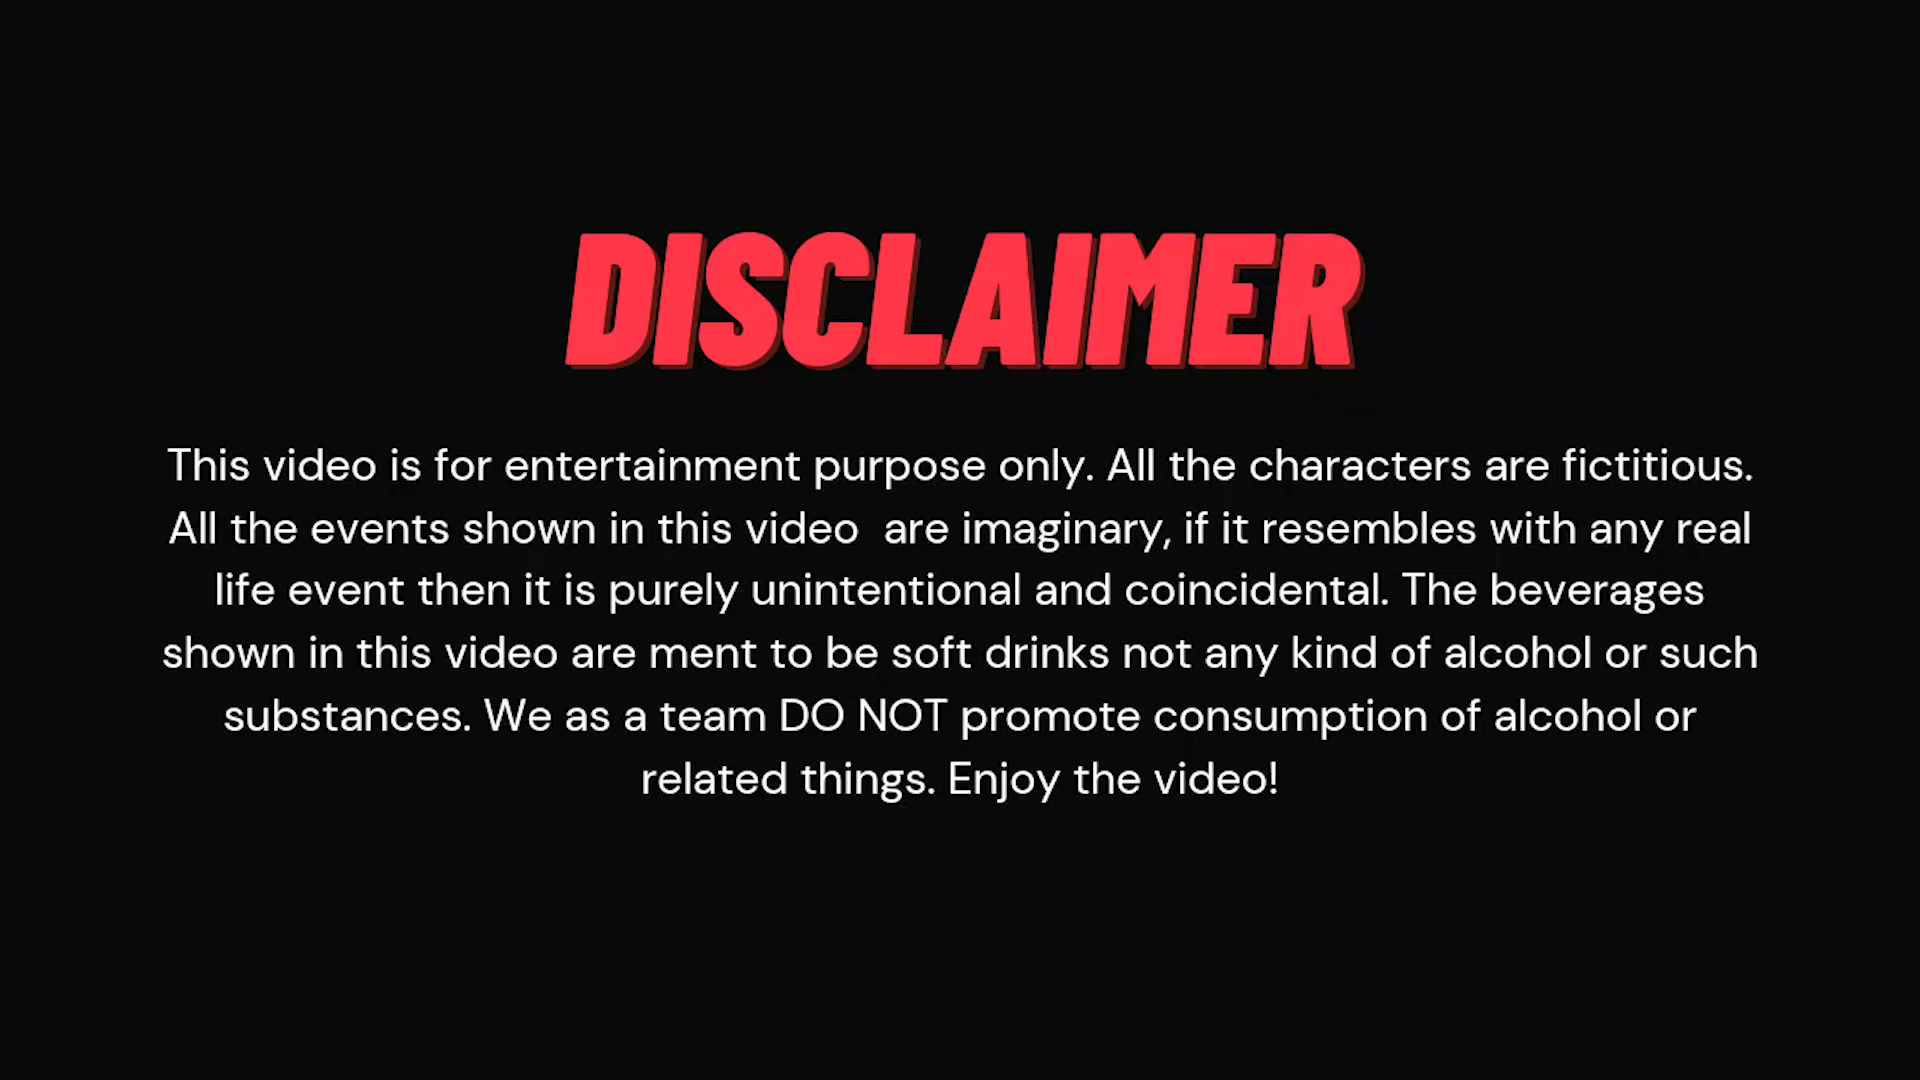 DISCLAIMER
This video is for entertainment purpose only. All the characters are fictitious.
All the events shown in this video  are imaginary, if it resembles with any real
life event then it is purely unintentional and coincidental. The beverages
shown in this video are ment to be soft drinks not any kind of alcohol or such
substances. We as a team DO NOT promote consumption of alcohol or
related things. Enjoy the video!